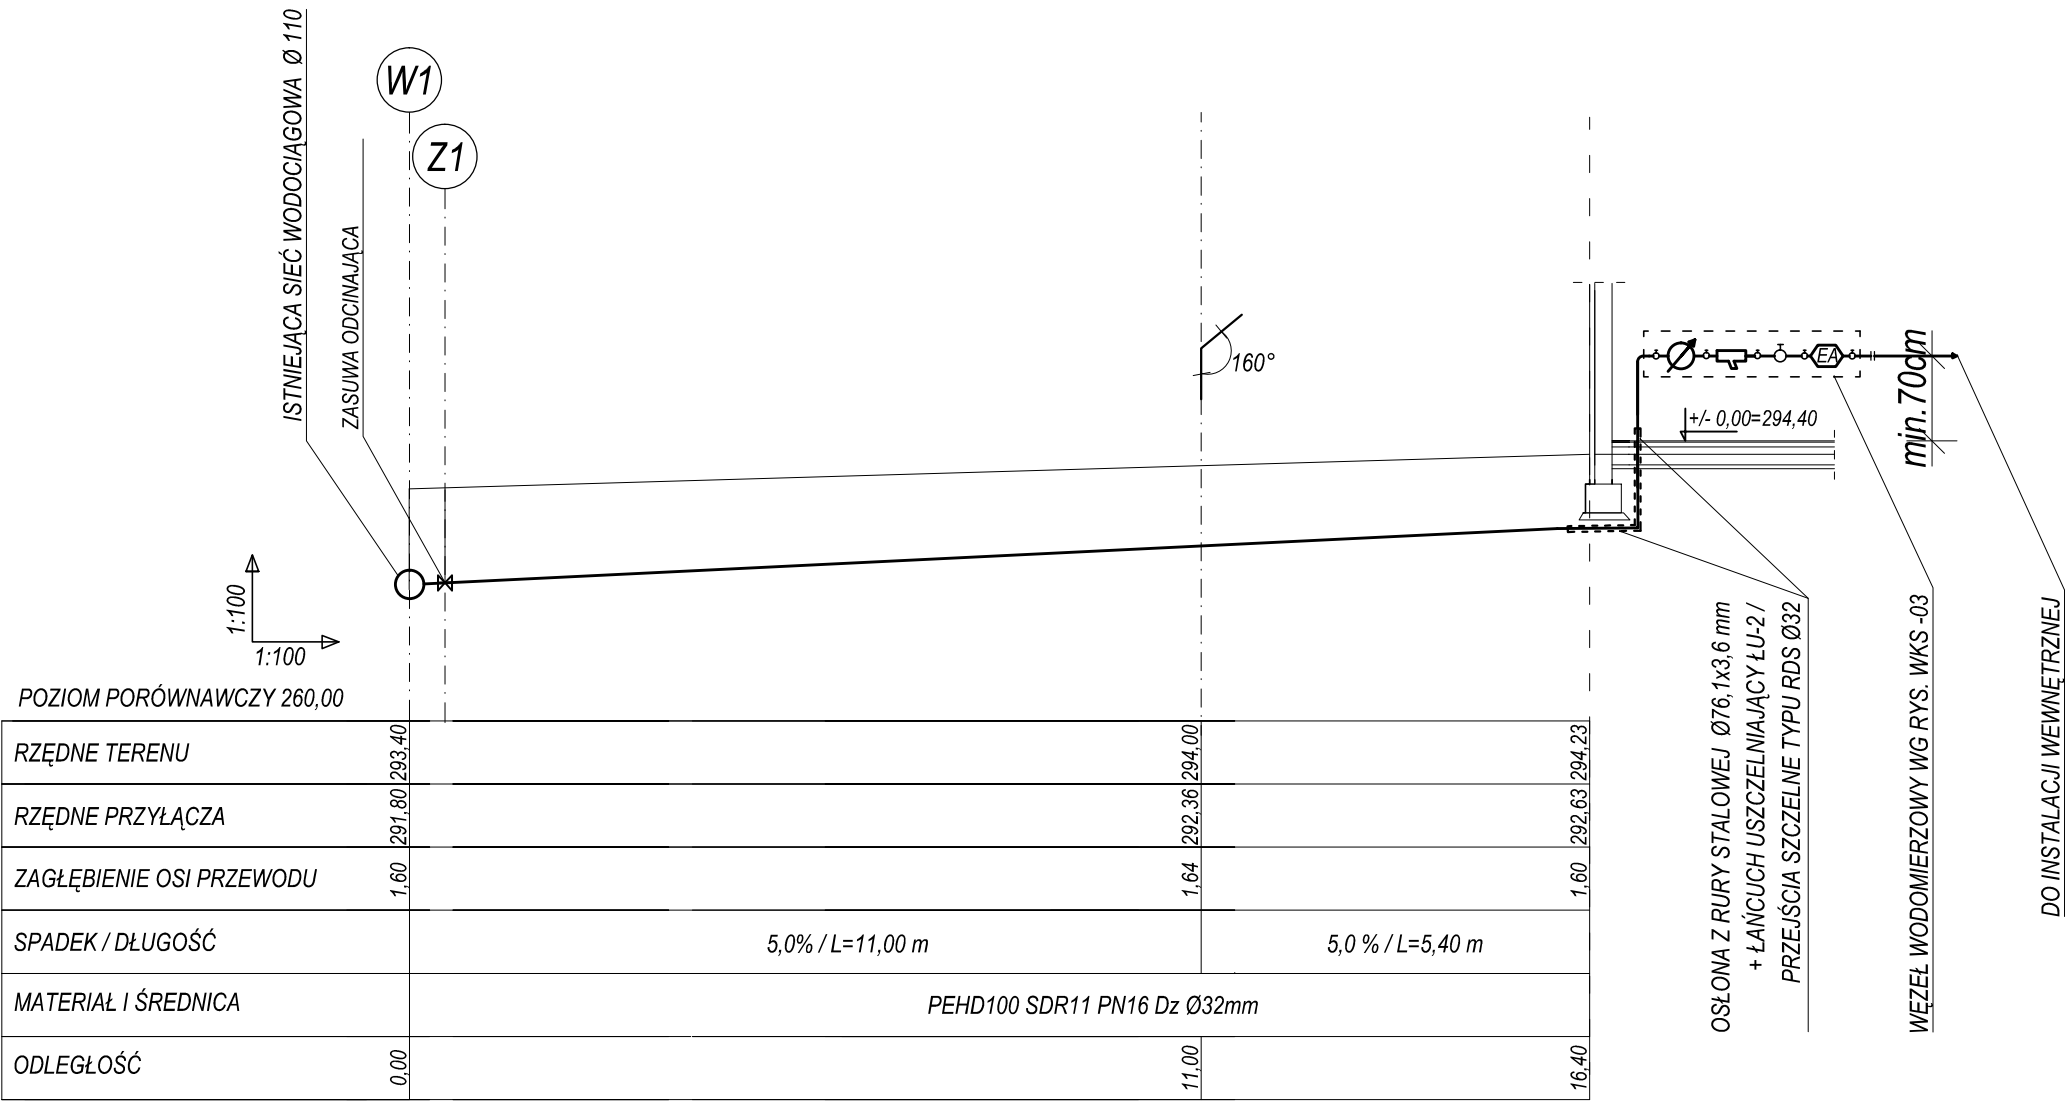 ISTNIEJĄCA SIEĆ WODOCIĄGOWA Ø 110
ZASUWA ODCINAJĄCA
W1
Z1
160°
EA
+/- 0,00=294,40
min.70cm
1:100
1:100
OSŁONA Z RURY STALOWEJ Ø76,1x3,6 mm
+ ŁAŃCUCH USZCZELNIAJĄCY ŁU-2 /
PRZEJŚCIA SZCZELNE TYPU RDS Ø32
WĘZEŁ WODOMIERZOWY WG RYS. WKS -03
DO INSTALACJI WEWNĘTRZNEJ
POZIOM PORÓWNAWCZY 260,00
RZĘDNE TERENU 293,40 294,00 294,23
RZĘDNE PRZYŁĄCZA 291,80 292,36 292,63
ZAGŁĘBIENIE OSI PRZEWODU 1,60 1,64 1,60
SPADEK / DŁUGOŚĆ 5,0% / L=11,00 m 5,0 % / L=5,40 m
MATERIAŁ I ŚREDNICA PEHD100 SDR11 PN16 Dz Ø32mm
ODLEGŁOŚĆ 0,00 11,00 16,40